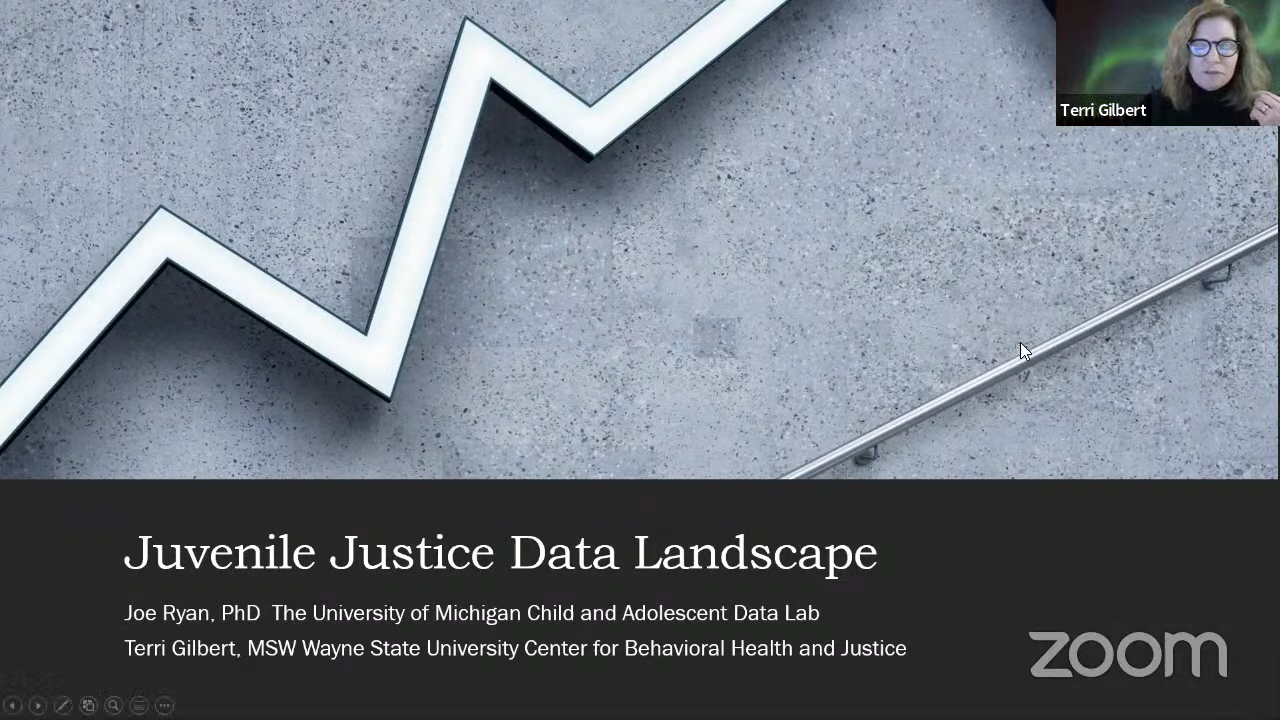 Terri Gilbert
Juvenile Justice Data Landscape
Joe Ryan, PhD  The University of Michigan Child and Adolescent Data Lab
Terri Gilbert, MSW Wayne State University Center for Behavioral Health and Justice
zoom